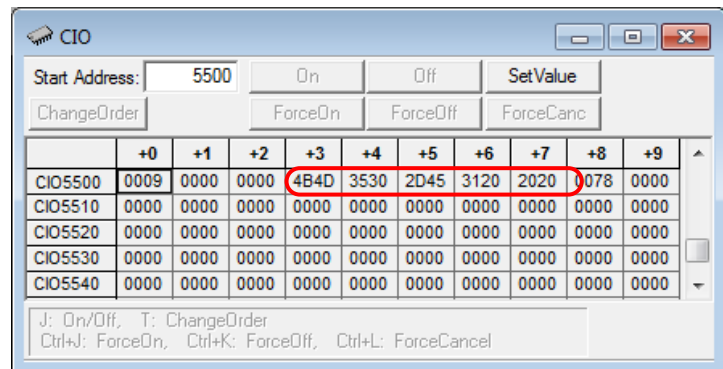 CIO
Start Address: 5500 On Off SetValue
ChangeOrder ForceOn ForceOff ForceCanc
+0 +1 +2 +3 +4 +5 +6 +7 +8 +9
CIO5500 0009 0000 0000 4B4D 3530 2D45 3120 2020 0078 0000
CIO5510 0000 0000 0000 0000 0000 0000 0000 0000 0000 0000
CIO5520 0000 0000 0000 0000 0000 0000 0000 0000 0000 0000
CIO5530 0000 0000 0000 0000 0000 0000 0000 0000 0000 0000
CIO5540 0000 0000 0000 0000 0000 0000 0000 0000 0000 0000
J: On/Off, T: ChangeOrder
Ctrl+J: ForceOn, Ctrl+K: ForceOff, Ctrl+L: ForceCancel